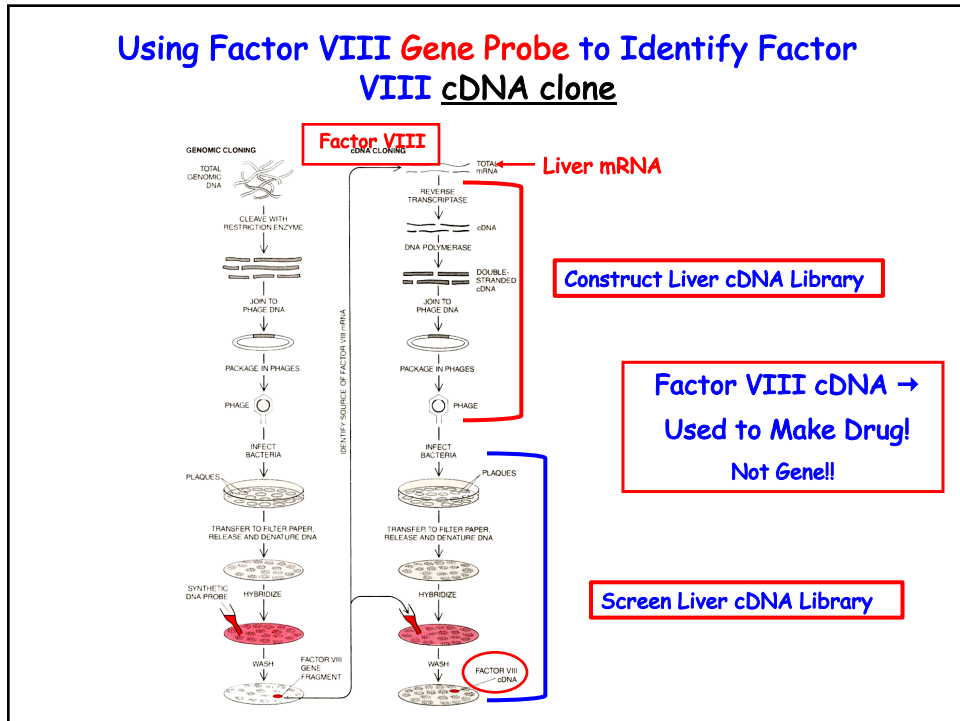 Using Factor VIII Gene Probe to Identify Factor
VIII cDNA clone
Factor VIII
GENOMIC CLONING
cDNA CLONING
TOTAL
GENOMIC
DNA
CLEAVE WITH
RESTRICTION ENZYME
JOIN TO
PHAGE DNA
PACKAGE IN PHAGES
PHAGE
INFECT
BACTERIA
PLAQUES
TRANSFER TO FILTER PAPER,
RELEASE AND DENATURE DNA
SYNTHETIC
DNA PROBE
HYBRIDIZE
WASH
FACTOR VIII
GENE
FRAGMENT
IDENTIFY SOURCE OF FACTOR VIII mRNA
TOTAL
mRNA
Liver mRNA
REVERSE
TRANSCRIPTASE
cDNA
DNA POLYMERASE
DOUBLE-
STRANDED
cDNA
JOIN TO
PHAGE DNA
PACKAGE IN PHAGES
PHAGE
INFECT
BACTERIA
PLAQUES
TRANSFER TO FILTER PAPER,
RELEASE AND DENATURE DNA
HYBRIDIZE
WASH
FACTOR VIII
cDNA
Construct Liver cDNA Library
Factor VIII cDNA →
Used to Make Drug!
Not Gene!!
Screen Liver cDNA Library